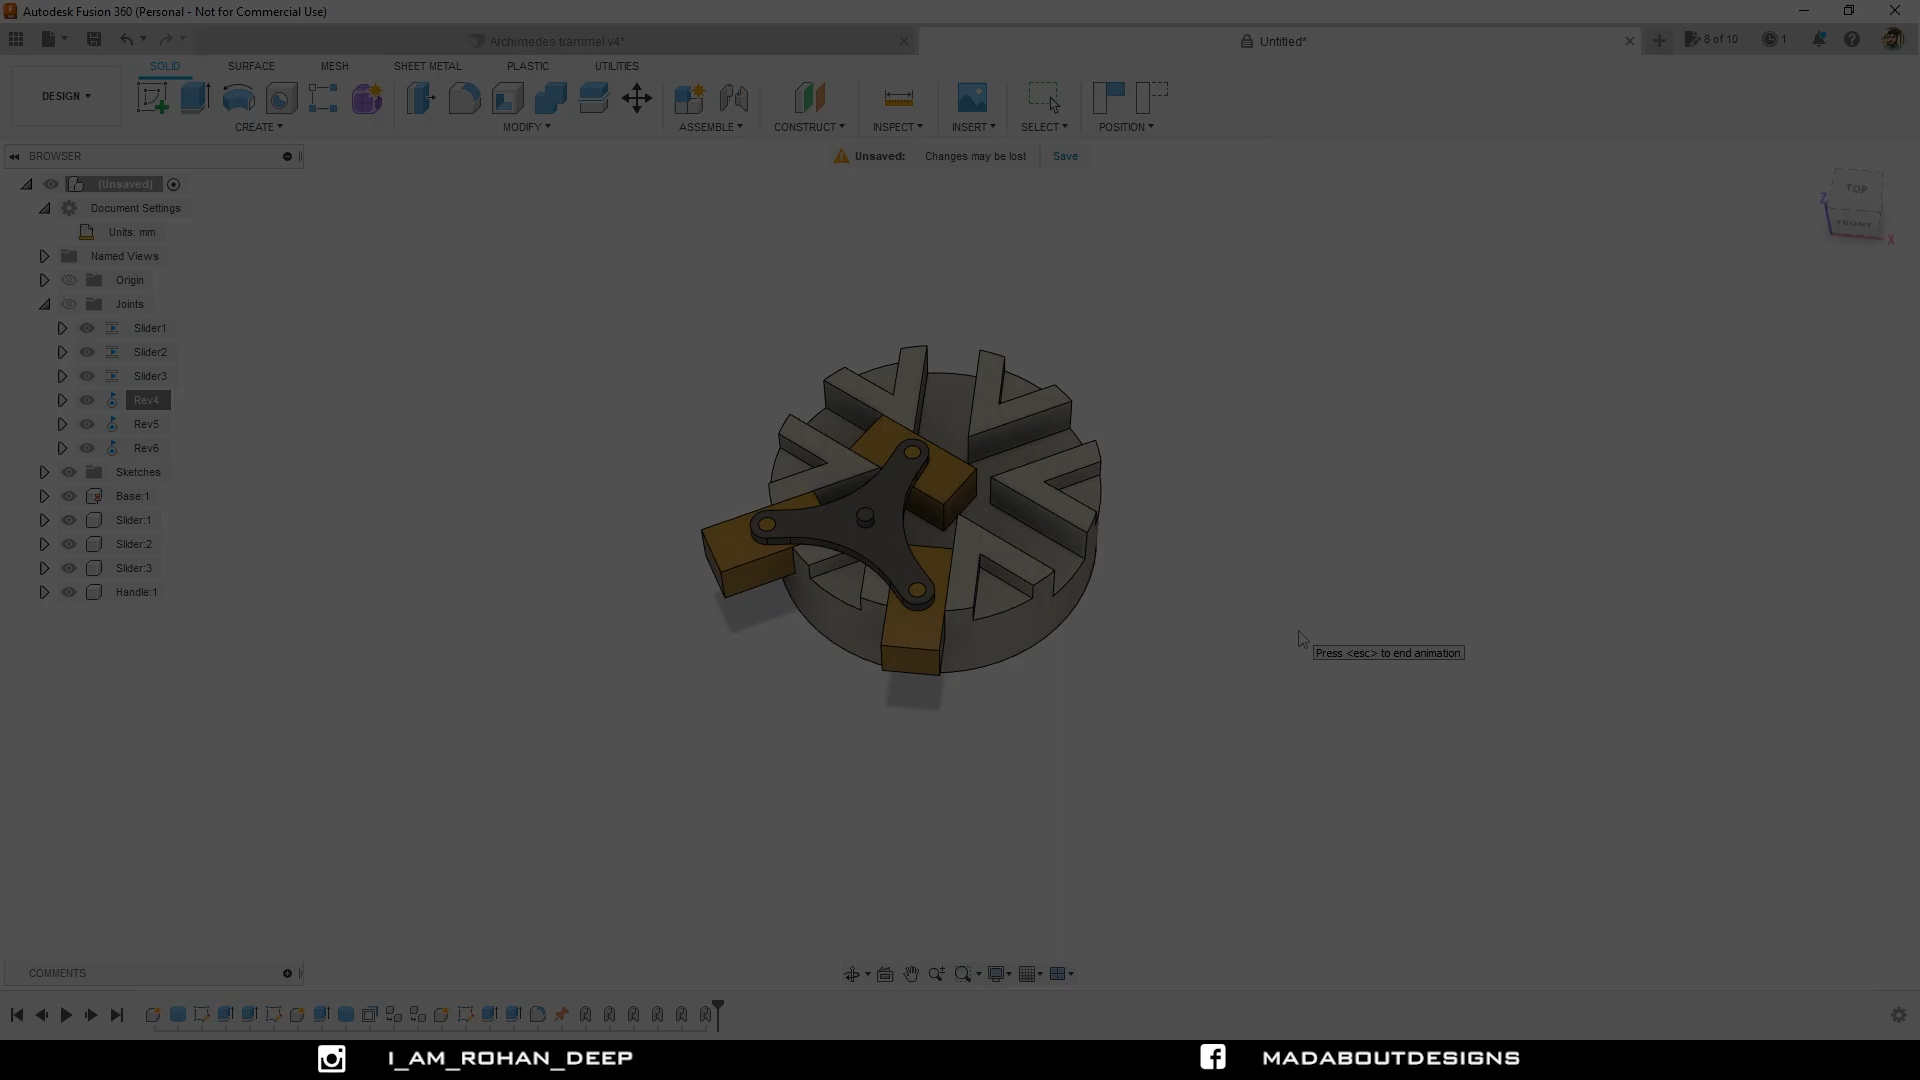 Autodesk Fusion 360 (Personal - Not for Commercial Use)
Archimedes trammel v4*
Untitled*
8 of 10
1
DESIGN
SOLID
SURFACE
MESH
SHEET METAL
PLASTIC
UTILITIES
CREATE
MODIFY
ASSEMBLE
CONSTRUCT
INSPECT
INSERT
SELECT
POSITION
BROWSER
Unsaved:
Changes may be lost
Save
(Unsaved)
Document Settings
Units: mm
Named Views
Origin
Joints
Slider1
Slider2
Slider3
Rev4
Rev5
Rev6
Sketches
Base:1
Slider:1
Slider:2
Slider:3
Handle:1
TOP
FRONT
Z
X
Press <esc> to end animation
COMMENTS
I_AM_ROHAN_DEEP
MADABOUTDESIGNS